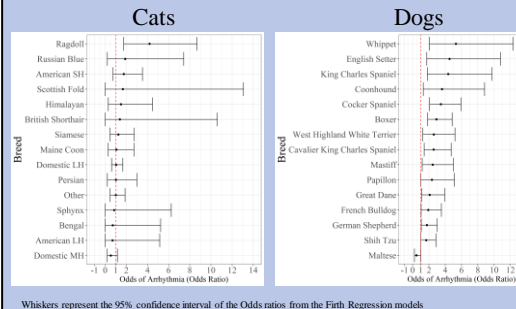 Cats
Dogs
Breed
Ragdoll
Russian Blue
American SH
Scottish Fold
Himalayan
British Shorthair
Siamese
Maine Coon
Domestic LH
Persian
Other
Sphynx
Bengal
American LH
Domestic MH
-1 0 1 2 4 6 8 10 12 14
Odds of Arrhythmia (Odds Ratio)
Breed
Whippet
English Setter
King Charles Spaniel
Coonhound
Cocker Spaniel
Boxer
West Highland White Terrier
Cavalier King Charles Spaniel
Mastiff
Papillon
Great Dane
French Bulldog
German Shepherd
Shih Tzu
Maltese
-1 0 1 2 4 6 8 10 12
Odds of Arrhythmia (Odds Ratio)
Whiskers represent the 95% confidence interval of the Odds ratios from the Firth Regression models